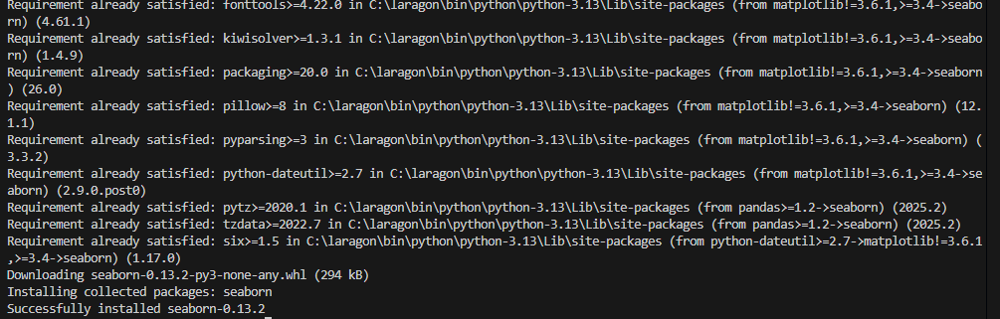 Requirement already satisfied: fonttools>=4.22.0 in C:\laragon\bin\python\python-3.13\Lib\site-packages (from matplotlib!=3.6.1,>=3.4->seabo
rn) (4.61.1)
Requirement already satisfied: kiwisolver>=1.3.1 in C:\laragon\bin\python\python-3.13\Lib\site-packages (from matplotlib!=3.6.1,>=3.4->seabo
rn) (1.4.9)
Requirement already satisfied: packaging>=20.0 in C:\laragon\bin\python\python-3.13\Lib\site-packages (from matplotlib!=3.6.1,>=3.4->seaborn
) (26.0)
Requirement already satisfied: pillow>=8 in C:\laragon\bin\python\python-3.13\Lib\site-packages (from matplotlib!=3.6.1,>=3.4->seaborn) (12.
1.1)
Requirement already satisfied: pyparsing>=3 in C:\laragon\bin\python\python-3.13\Lib\site-packages (from matplotlib!=3.6.1,>=3.4->seaborn) (
3.3.2)
Requirement already satisfied: python-dateutil>=2.7 in C:\laragon\bin\python\python-3.13\Lib\site-packages (from matplotlib!=3.6.1,>=3.4->se
aborn) (2.9.0.post0)
Requirement already satisfied: pytz>=2020.1 in C:\laragon\bin\python\python-3.13\Lib\site-packages (from pandas>=1.2->seaborn) (2025.2)
Requirement already satisfied: tzdata>=2022.7 in C:\laragon\bin\python\python-3.13\Lib\site-packages (from pandas>=1.2->seaborn) (2025.2)
Requirement already satisfied: six>=1.5 in C:\laragon\bin\python\python-3.13\Lib\site-packages (from python-dateutil>=2.7->matplotlib!=3.6.1
,>=3.4->seaborn) (1.17.0)
Downloading seaborn-0.13.2-py3-none-any.whl (294 kB)
Installing collected packages: seaborn
Successfully installed seaborn-0.13.2